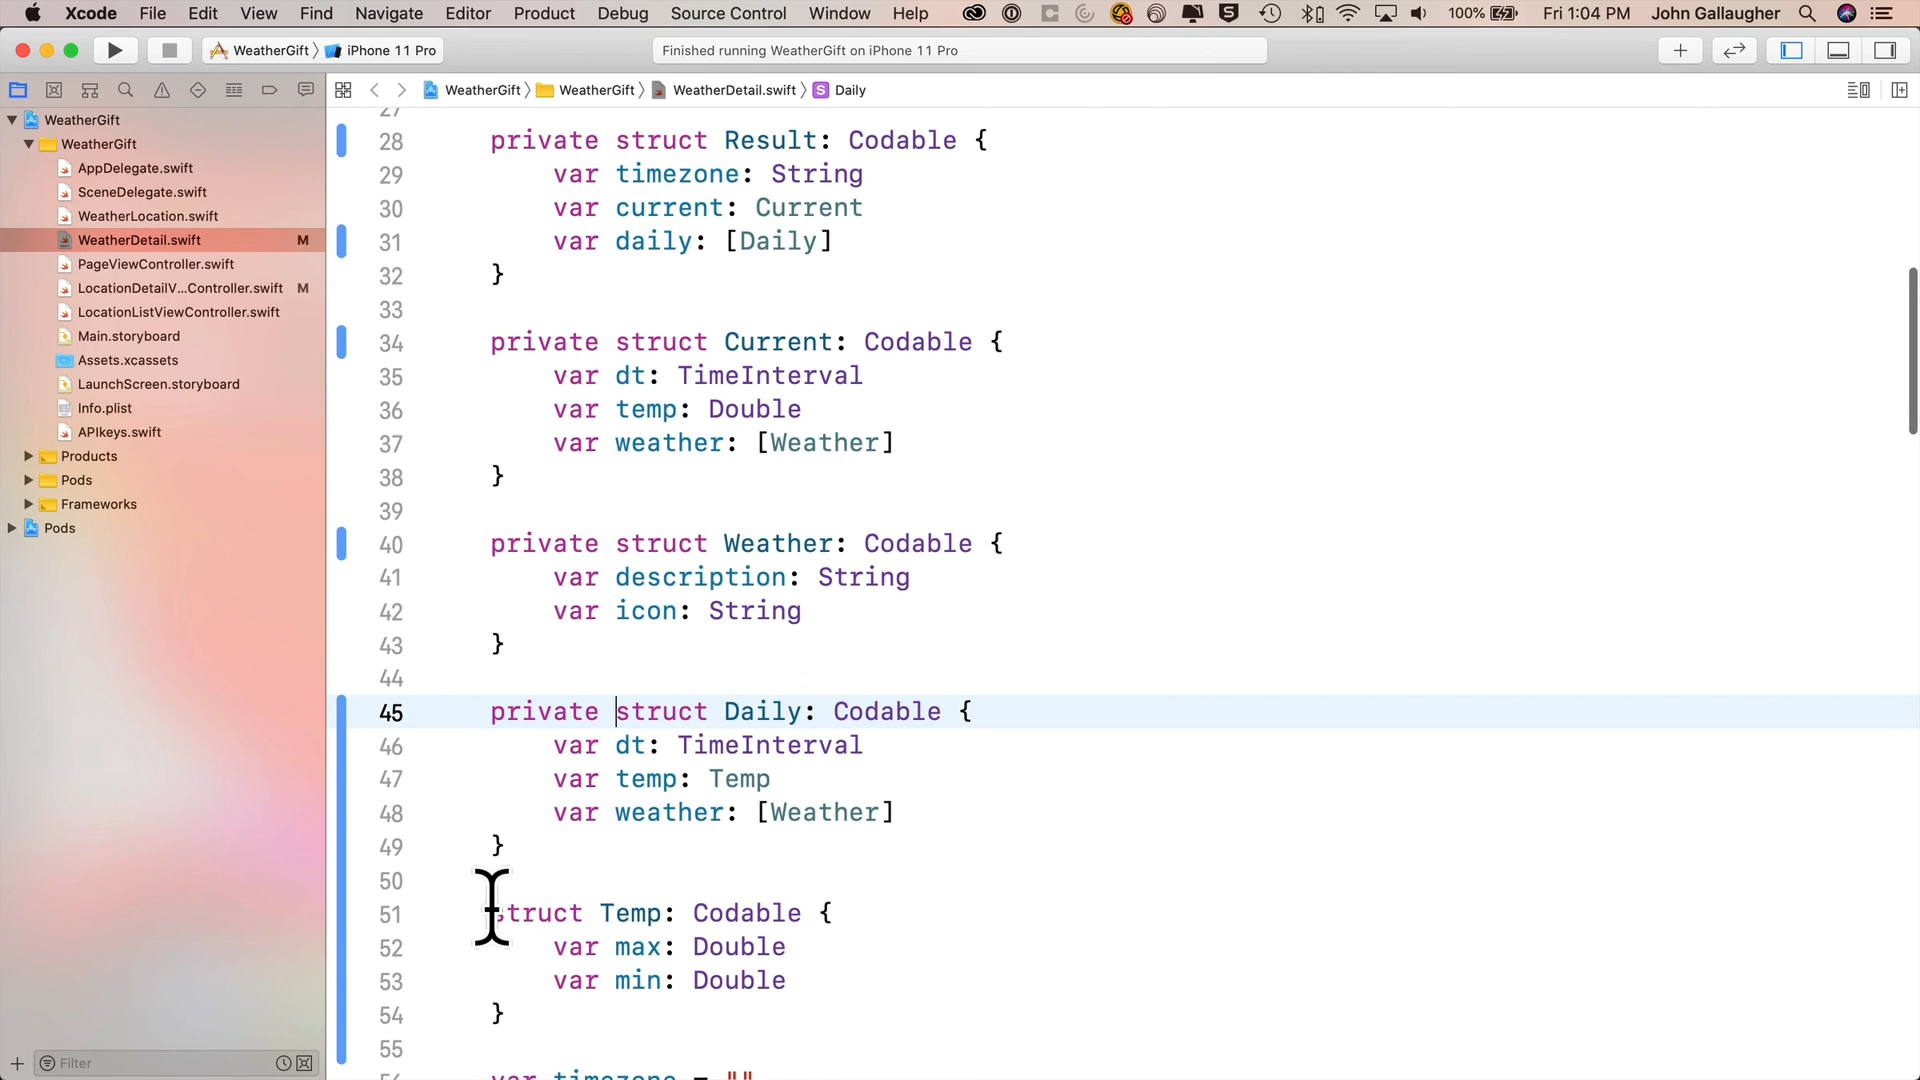 Xcode File Edit View Find Navigate Editor Product Debug Source Control Window Help 100% Fri 1:04 PM John Gallaugher
WeatherGift iPhone 11 Pro
Finished running WeatherGift on iPhone 11 Pro
WeatherGift WeatherGift WeatherDetail.swift S Daily
WeatherGift
WeatherGift
AppDelegate.swift
SceneDelegate.swift
WeatherLocation.swift
WeatherDetail.swift M
PageViewController.swift
LocationDetailV...Controller.swift M
LocationListViewController.swift
Main.storyboard
Assets.xcassets
LaunchScreen.storyboard
Info.plist
APIkeys.swift
Products
Pods
Frameworks
Pods
Filter
27
28 private struct Result: Codable {
29 var timezone: String
30 var current: Current
31 var daily: [Daily]
32 }
33
34 private struct Current: Codable {
35 var dt: TimeInterval
36 var temp: Double
37 var weather: [Weather]
38 }
39
40 private struct Weather: Codable {
41 var description: String
42 var icon: String
43 }
44
45 private struct Daily: Codable {
46 var dt: TimeInterval
47 var temp: Temp
48 var weather: [Weather]
49 }
50
51 struct Temp: Codable {
52 var max: Double
53 var min: Double
54 }
55
56 var timezone = ""